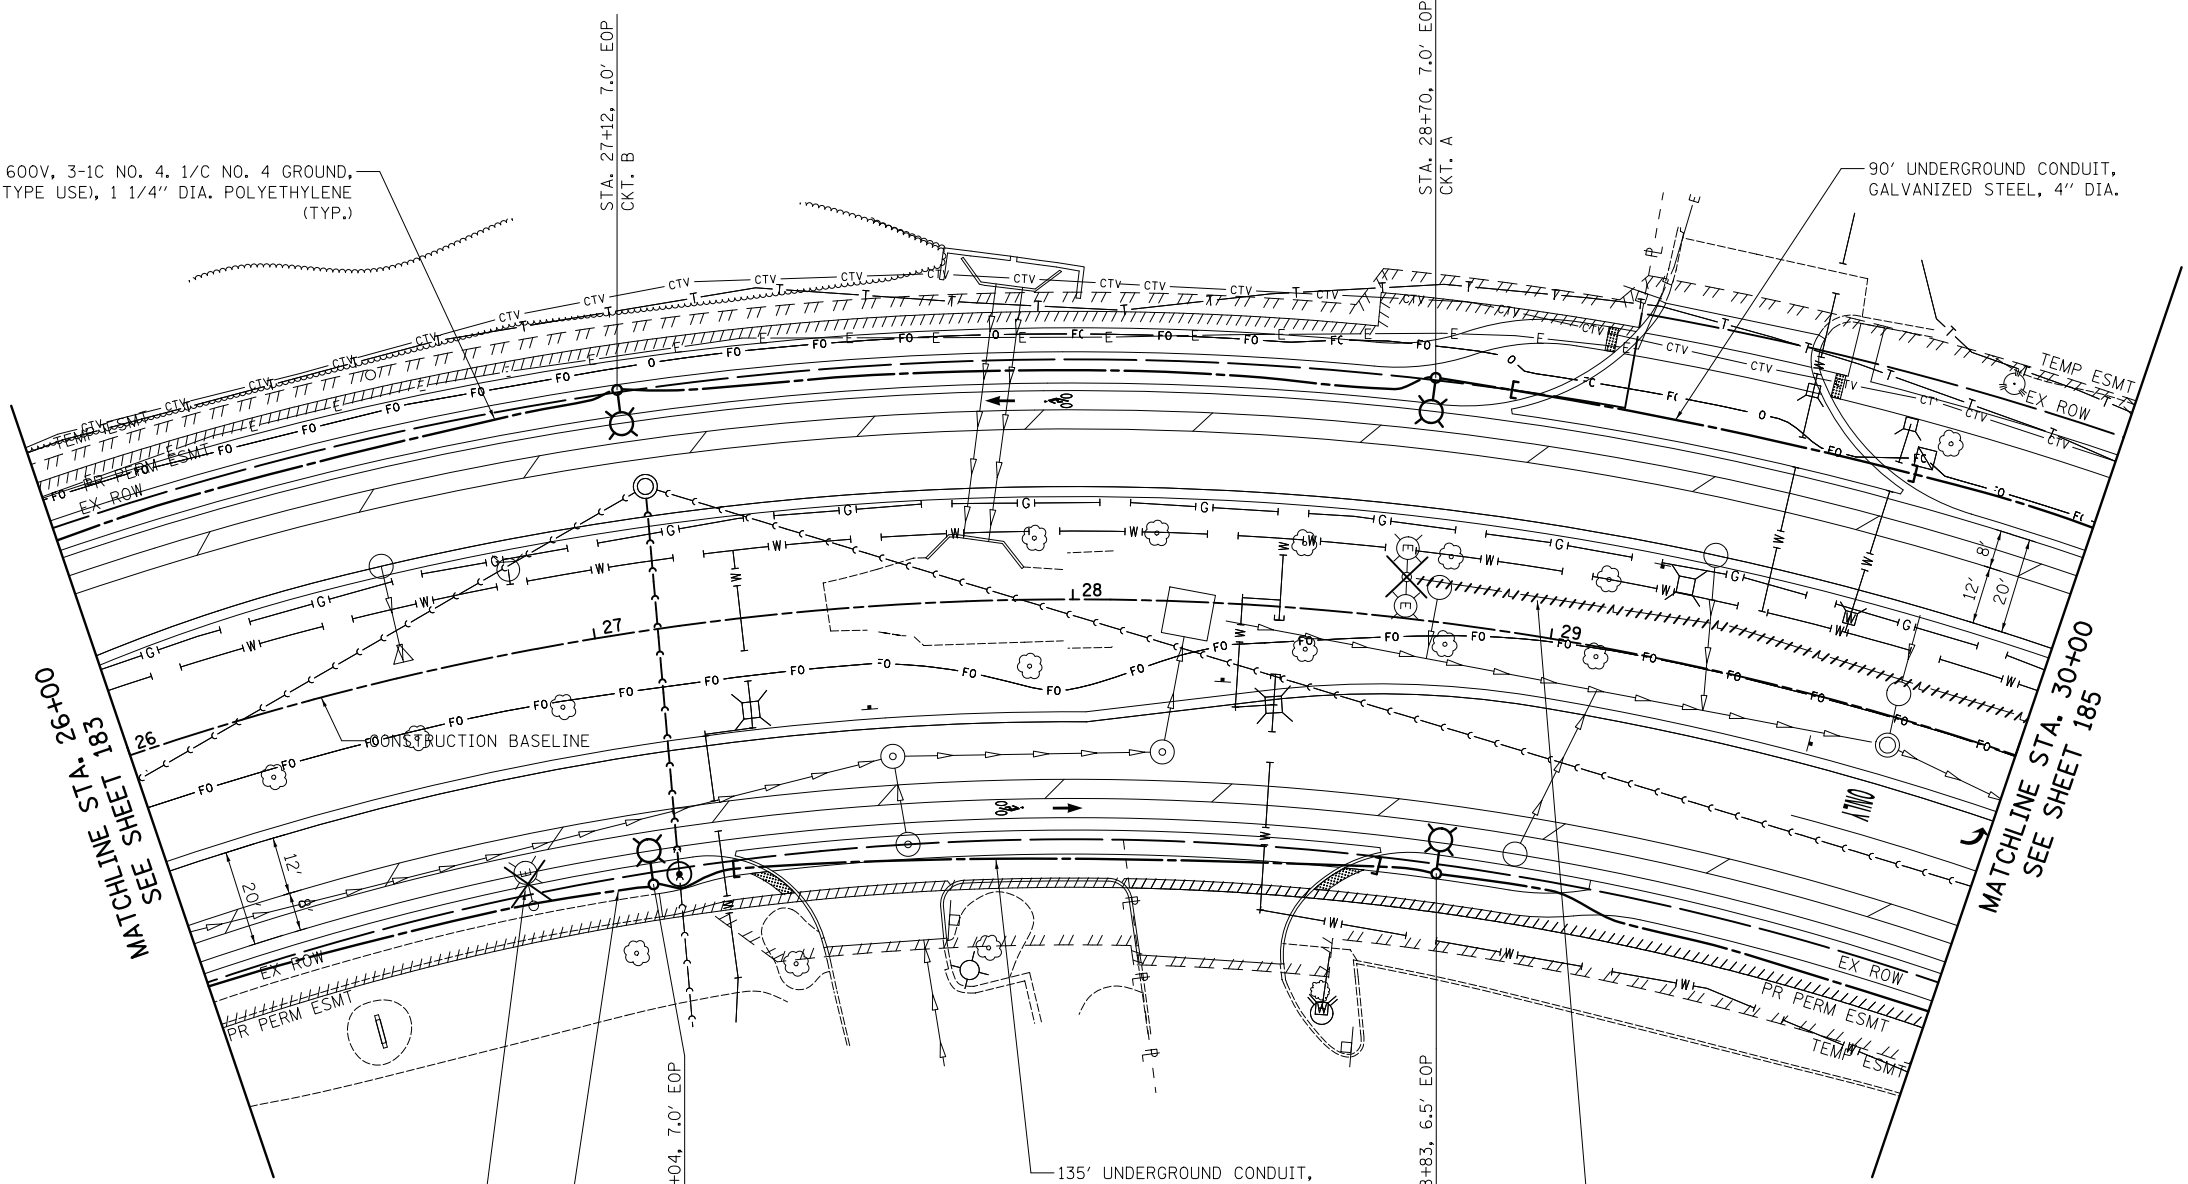 STA. 27+12, 7.0' EOP
CKT. B
STA. 28+70, 7.0' EOP
CKT. A
600V, 3-1C NO. 4. 1/C NO. 4 GROUND,
TYPE USE), 1 1/4" DIA. POLYETHYLENE
(TYP.)
90' UNDERGROUND CONDUIT,
GALVANIZED STEEL, 4" DIA.
TEMP ESMT
EX ROW
TEMP ESMT
PR PERM ESMT
EX ROW
8'
12'
20'
28
27
29
26
CONSTRUCTION BASELINE
MATCHLINE STA. 26+00
SEE SHEET 183
MATCHLINE STA. 30+00
SEE SHEET 185
ONLY
12'
20'
8'
EX ROW
PR PERM ESMT
EX ROW
PR PERM ESMT
TEMP ESMT
+04, 7.0' EOP
+83, 6.5' EOP
135' UNDERGROUND CONDUIT,